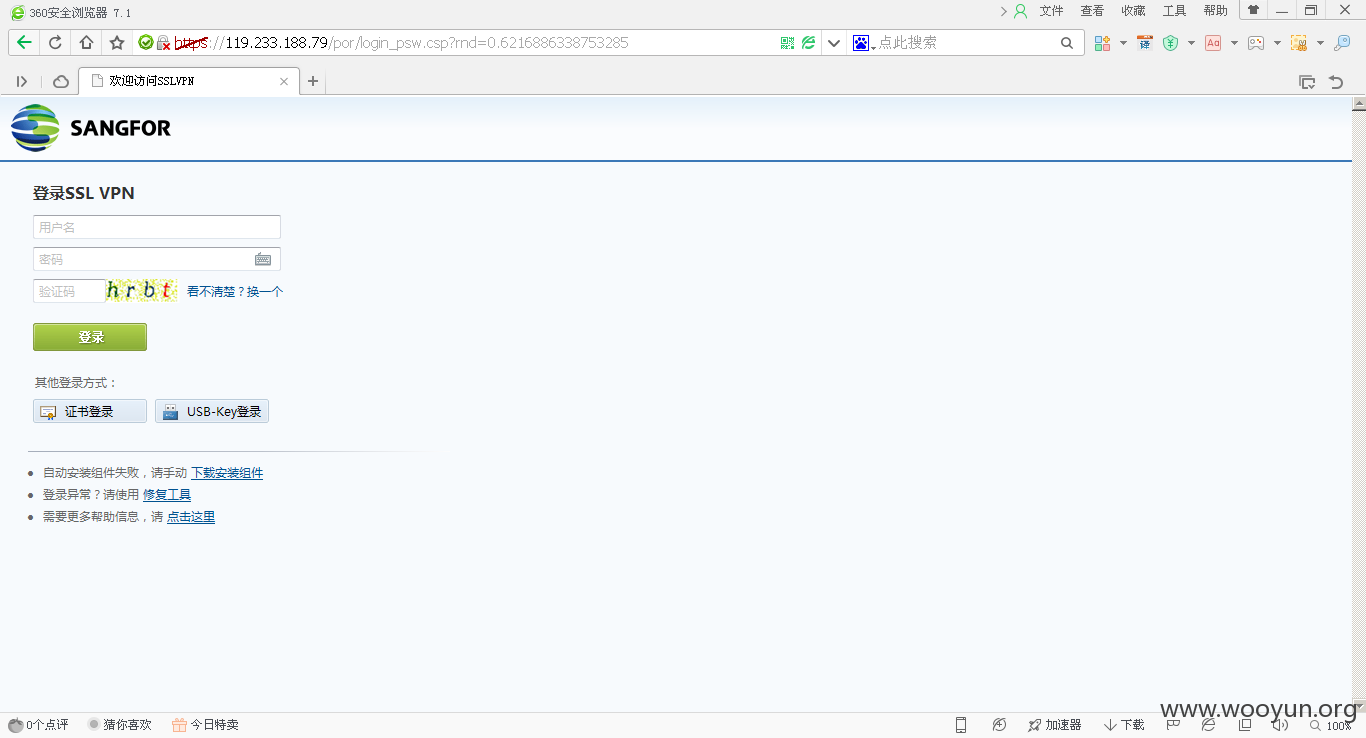 360安全浏览器 7.1
文件 查看 收藏 工具 帮助
https://119.233.188.79/por/login_psw.csp?rnd=0.6216886338753285
点此搜索
译
Aa
欢迎访问SSLVPN
SANGFOR
登录SSL VPN
用户名
密码
验证码 hrbt 看不清楚？换一个
登录
其他登录方式：
证书登录 USB-Key登录
自动安装组件失败，请手动 下载安装组件
登录异常？请使用 修复工具
需要更多帮助信息，请 点击这里
www.wooyun.org
0个点评 猜你喜欢 今日特卖 加速器 下载 100%